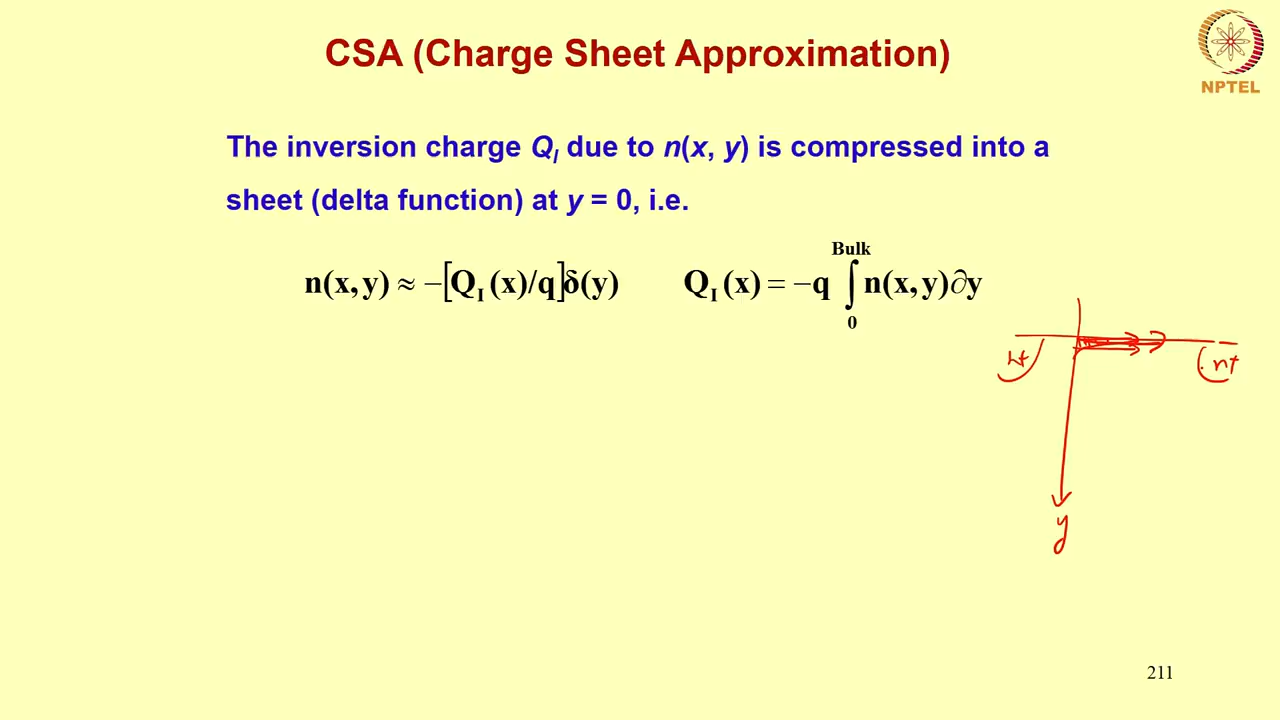 CSA (Charge Sheet Approximation)
NPTEL
The inversion charge Q_I due to n(x, y) is compressed into a
sheet (delta function) at y = 0, i.e.
n(x, y) ≈ −[Q_I (x)/q]δ(y)   Q_I (x) = −q ∫_0^Bulk n(x, y)∂y
n+
y
211